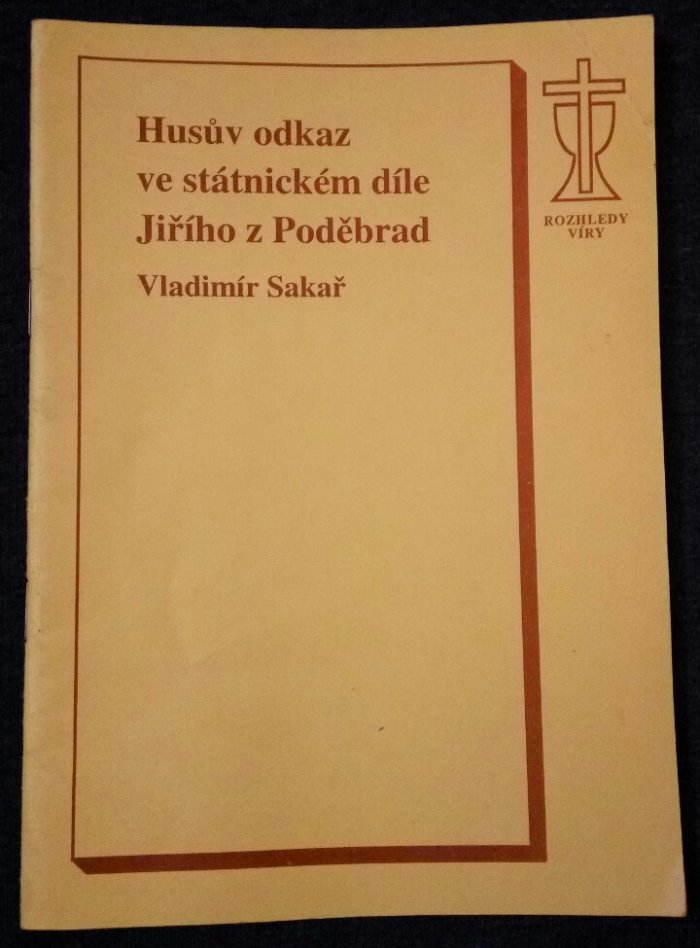 Husův odkaz
ve státnickém díle
Jiřího z Poděbrad
Vladimír Sakař
ROZHLEDY
VÍRY